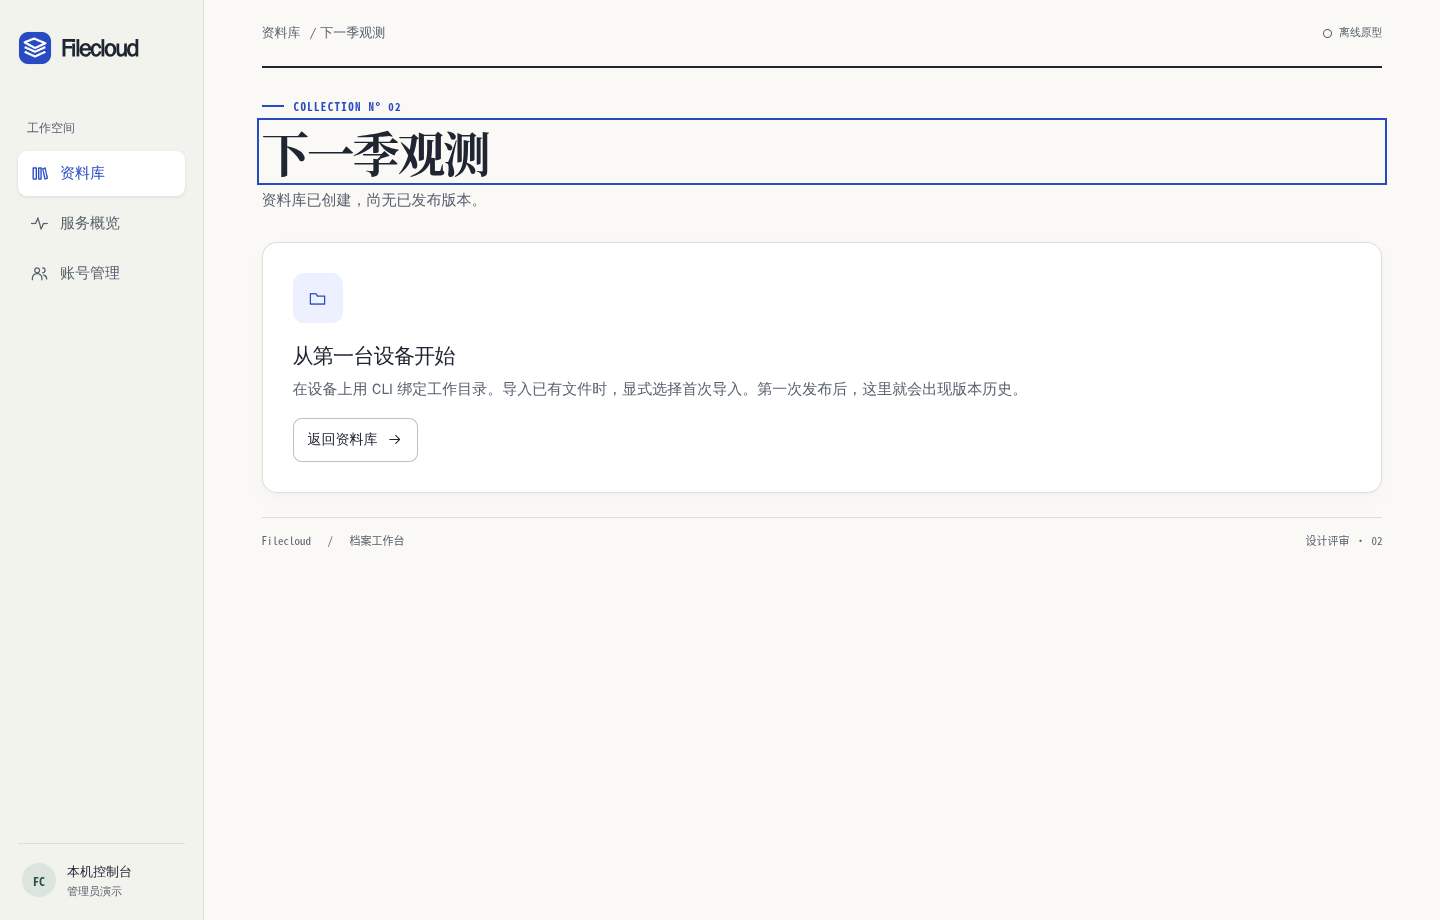 Filecloud
工作空间
资料库
服务概览
账号管理
本机控制台
FC
管理员演示
资料库 / 下一季观测
离线原型
COLLECTION Nº 02
下一季观测
资料库已创建，尚无已发布版本。
从第一台设备开始
在设备上用 CLI 绑定工作目录。导入已有文件时，显式选择首次导入。第一次发布后，这里就会出现版本历史。
返回资料库 →
Filecloud / 档案工作台
设计评审 · 02